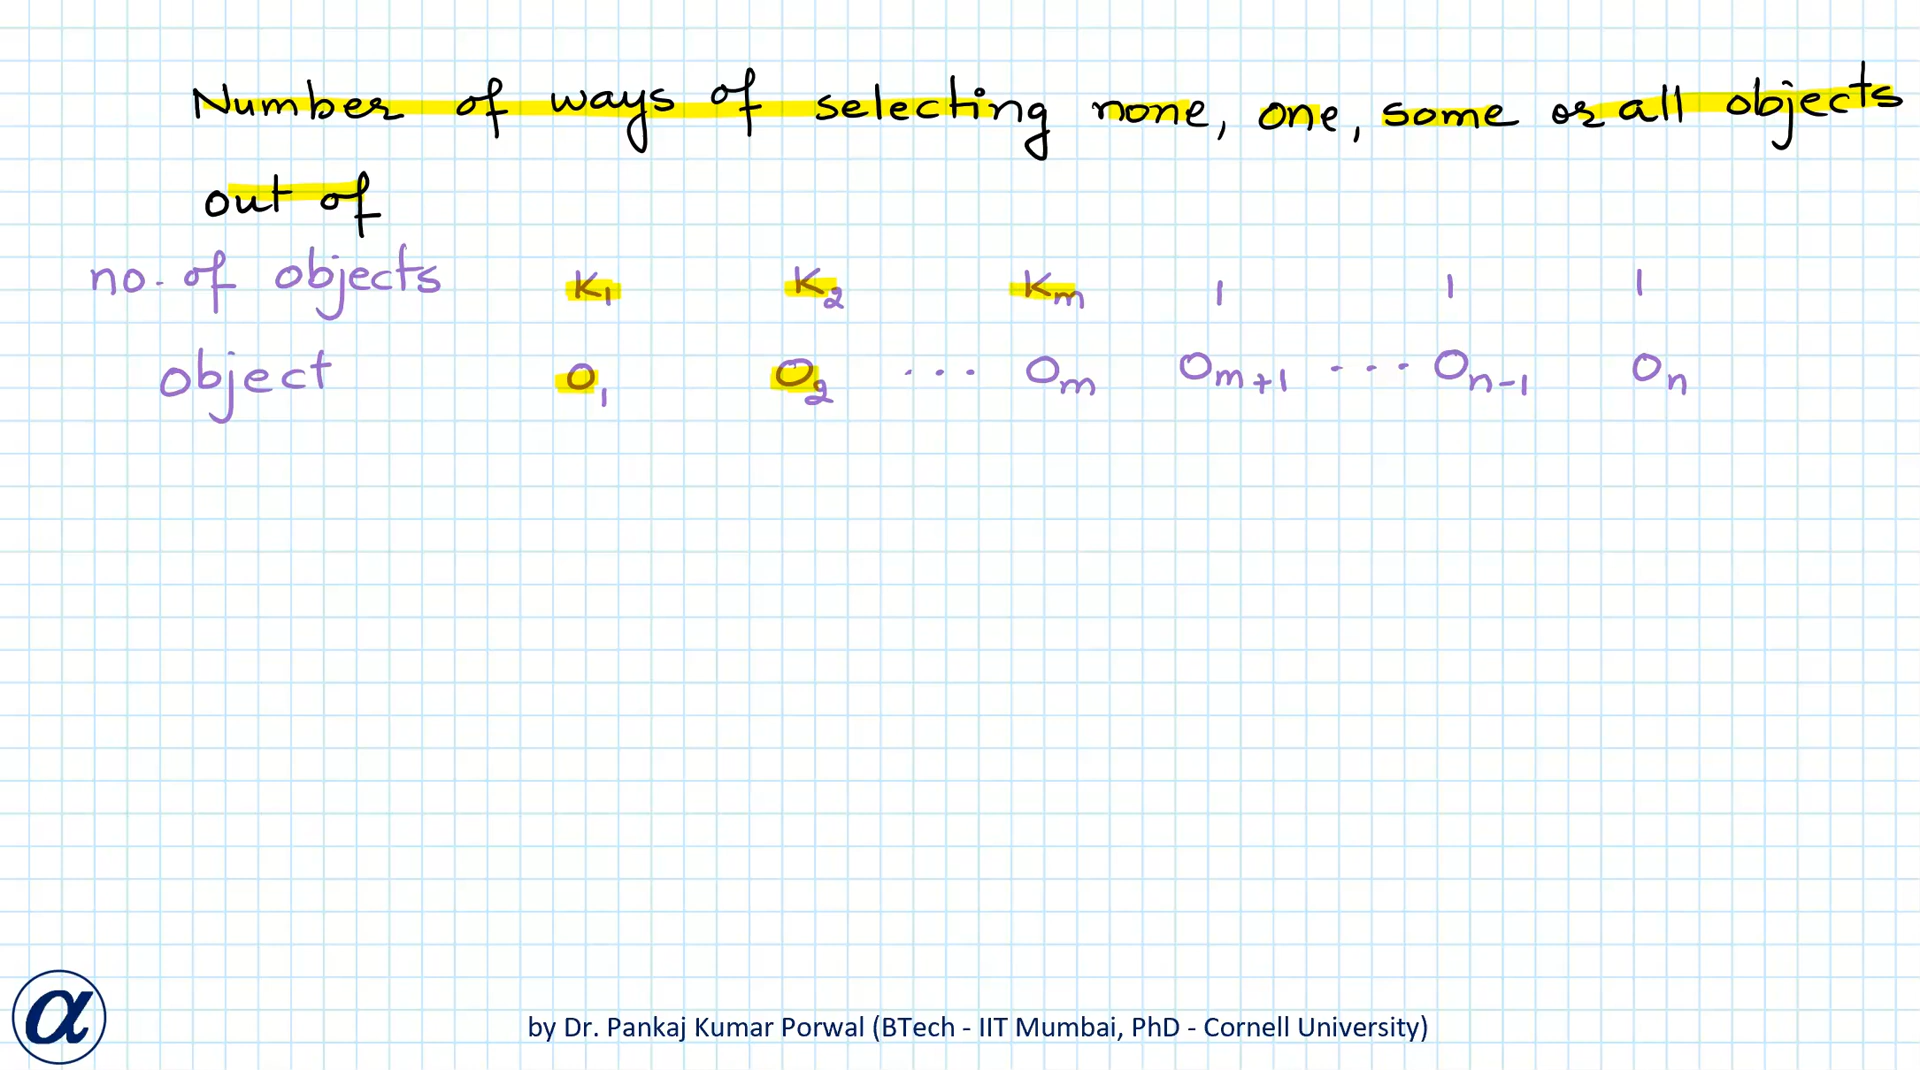 Number of ways of selecting none, one, some or all objects
out of
no. of objects K₁ K₂ Kₘ 1 1 1
object O₁ O₂ ... Oₘ Oₘ₊₁ ... Oₙ₋₁ Oₙ
α
by Dr. Pankaj Kumar Porwal (BTech - IIT Mumbai, PhD - Cornell University)